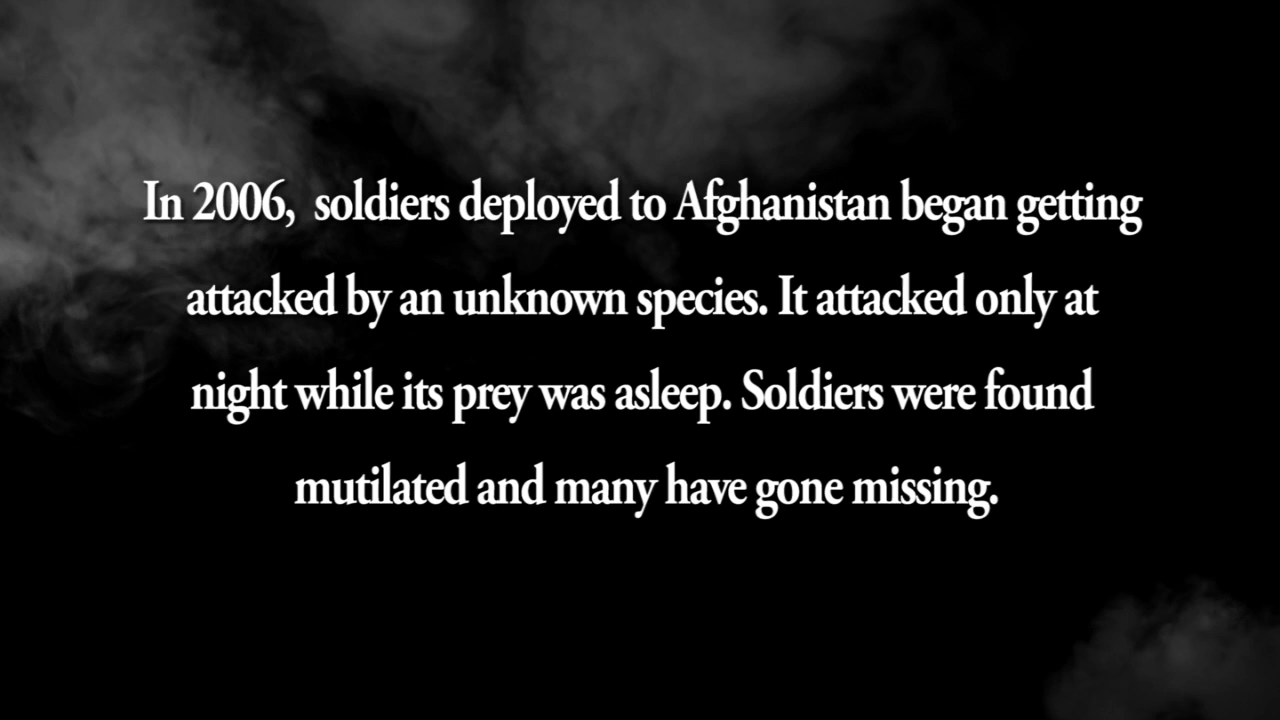 In 2006,  soldiers deployed to Afghanistan began getting
attacked by an unknown species. It attacked only at
night while its prey was asleep. Soldiers were found
mutilated and many have gone missing.